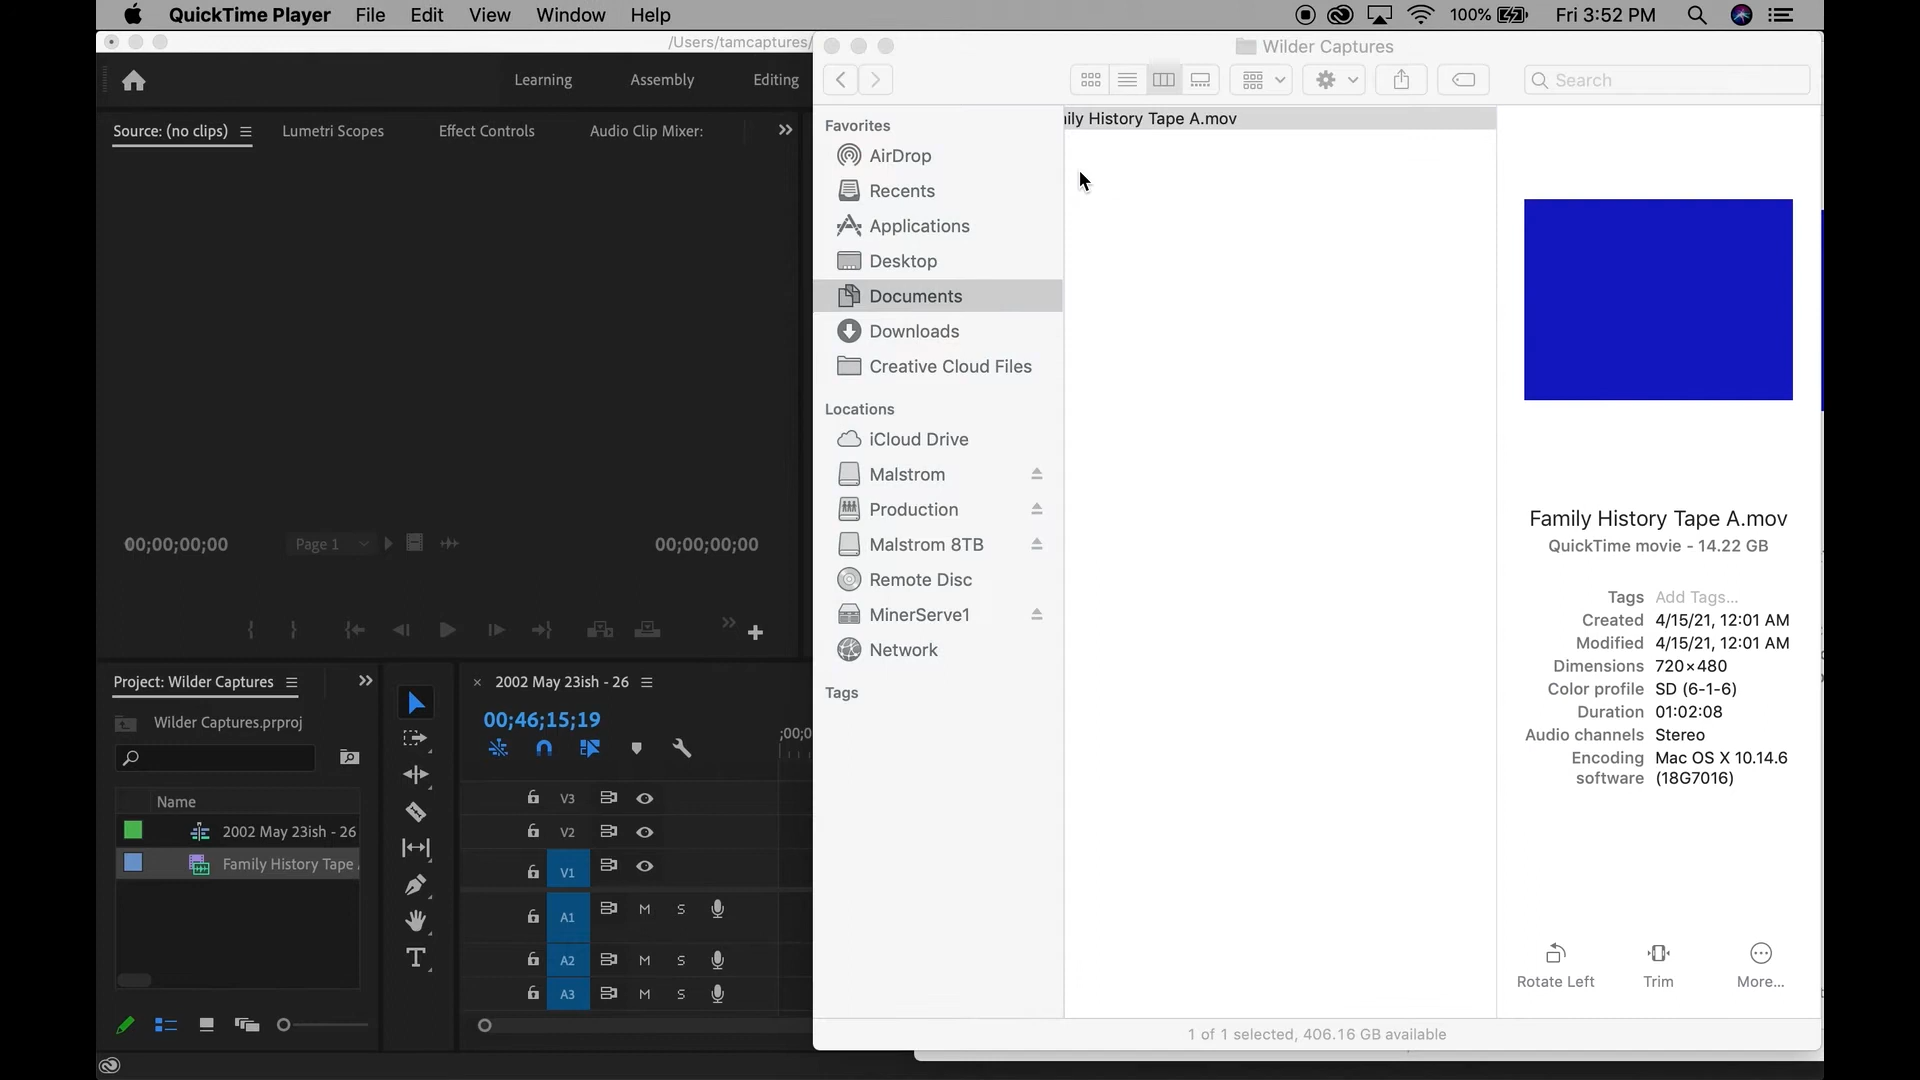 QuickTime Player File Edit View Window Help 100% Fri 3:52 PM
/Users/tamcaptures/
Learning Assembly Editing
Source: (no clips) Lumetri Scopes Effect Controls Audio Clip Mixer:
00;00;00;00 Page 1 00;00;00;00
Project: Wilder Captures
Wilder Captures.prproj
Name
2002 May 23ish - 26
Family History Tape
× 2002 May 23ish - 26
00;46;15;19
;00;0
V3
V2
V1
A1 M S
A2 M S
A3 M S
Wilder Captures
Search
Favorites
AirDrop
Recents
Applications
Desktop
Documents
Downloads
Creative Cloud Files
Locations
iCloud Drive
Malstrom
Production
Malstrom 8TB
Remote Disc
MinerServe1
Network
Tags
ily History Tape A.mov
Family History Tape A.mov
QuickTime movie - 14.22 GB
Tags Add Tags...
Created 4/15/21, 12:01 AM
Modified 4/15/21, 12:01 AM
Dimensions 720×480
Color profile SD (6-1-6)
Duration 01:02:08
Audio channels Stereo
Encoding software Mac OS X 10.14.6 (18G7016)
Rotate Left Trim More...
1 of 1 selected, 406.16 GB available